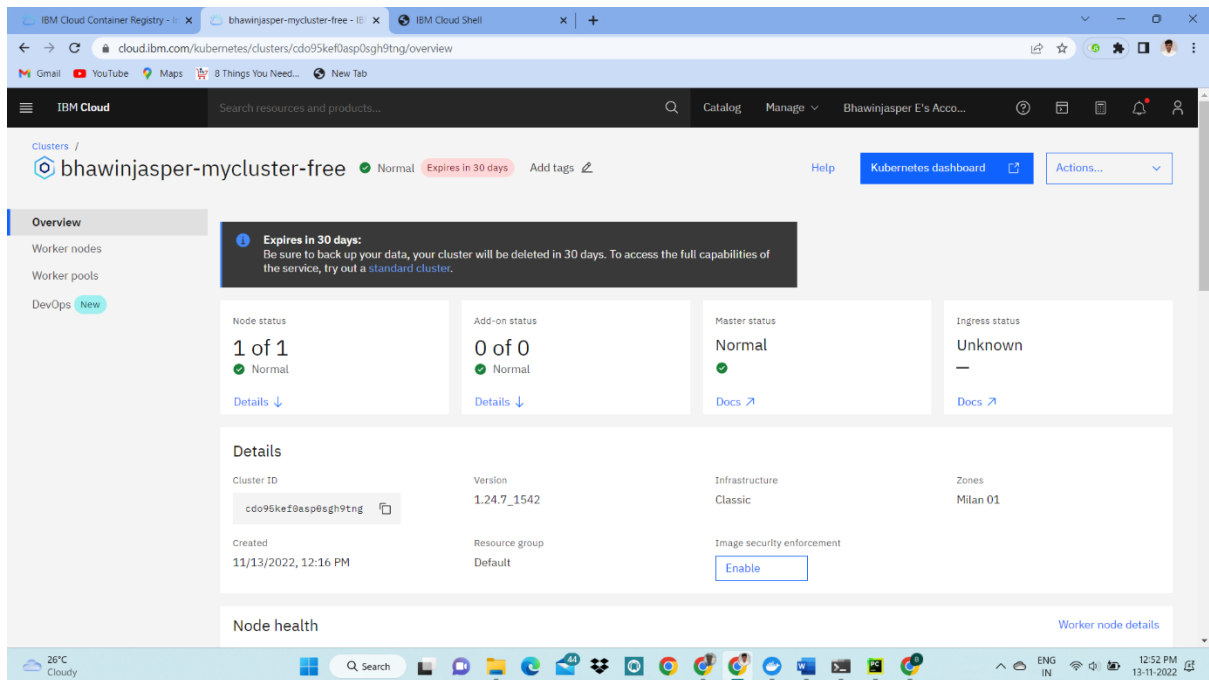 IBM Cloud Container Registry - I
bhawinjasper-mycluster-free - IB
IBM Cloud Shell
cloud.ibm.com/kubernetes/clusters/cdo95kef0asp0sgh9tng/overview
Gmail YouTube Maps 8 Things You Need... New Tab
IBM Cloud Search resources and products... Catalog Manage Bhawinjasper E's Acco...
Clusters /
bhawinjasper-mycluster-free Normal Expires in 30 days Add tags Help Kubernetes dashboard Actions...
Overview
Worker nodes
Worker pools
DevOps New
Expires in 30 days:
Be sure to back up your data, your cluster will be deleted in 30 days. To access the full capabilities of
the service, try out a standard cluster.
Node status
1 of 1
Normal
Details
Add-on status
0 of 0
Normal
Details
Master status
Normal
Docs
Ingress status
Unknown
—
Docs
Details
Cluster ID
cdo95kef0asp0sgh9tng
Version
1.24.7_1542
Infrastructure
Classic
Zones
Milan 01
Created
11/13/2022, 12:16 PM
Resource group
Default
Image security enforcement
Enable
Node health Worker node details
26°C
Cloudy
Search
44
ENG
IN
12:52 PM
13-11-2022